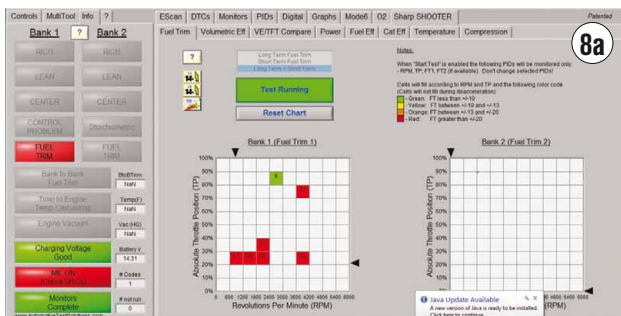 Controls MultiTool Info ?
EScan DTCs Monitors PIDs Digital Graphs Mode6 O2 Sharp SHOOTER
Patented
Fuel Trim Volumetric Eff VE/TFT Compare Power Fuel Eff Cat Eff Temperature Compression
8a
Bank 1 ? Bank 2
RICH RICH
LEAN LEAN
CENTER CENTER
CONTROL PROBLEM Stoichiometric
FUEL TRIM FUEL TRIM
Bank to Bank Fuel Trim
BtoBTrim
NaN
Time to Engine Temp Calculating
Temp(F)
NaN
Engine Vacuum
Vac(HG)
NaN
Charging Voltage Good
Battery V
14.31
MIL ON
# Codes
1
Monitors Complete
# not run
0
?
Long Term Fuel Trim
Short Term Fuel Trim
Long Term + Short Term
Test Running
Reset Chart
Notes:
When "Start Test" is enabled the following PIDs will be monitored only
- RPM, TP, FT1, FT2 (if available). Don't change selected PIDs!
Cells will fill according to RPM and TP and the following color code
(Cells will not fill during deceleration)
- Green: FT less than +/-10
- Yellow: FT between +/-10 and +/-13
- Orange: FT between +/-13 and +/-20
- Red: FT greater than +/-20
Bank 1 (Fuel Trim 1)
Absolute Throttle Position (TP)
100%
90%
80%
70%
60%
50%
40%
30%
20%
10%
0%
0 600 1200 1800 2400 3000 3600 4200 4800 5400 6000
Revolutions Per Minute (RPM)
Bank 2 (Fuel Trim 2)
Absolute Throttle Position (TP)
100%
90%
80%
70%
60%
50%
40%
30%
20%
10%
0%
5400 6000
(RPM)
Java Update Available
A new version of Java is ready to be installed.
Click here to continue.